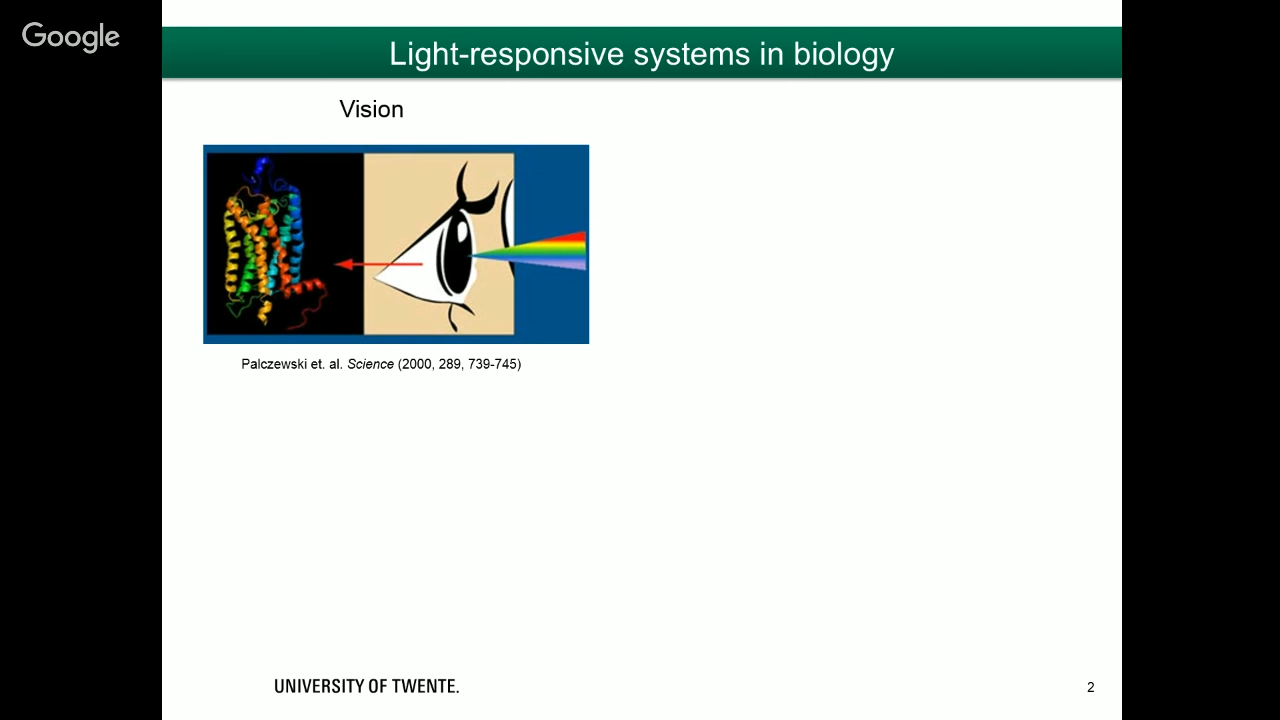 Google
Light-responsive systems in biology
Vision
Palczewski et. al. Science (2000, 289, 739-745)
UNIVERSITY OF TWENTE.
2